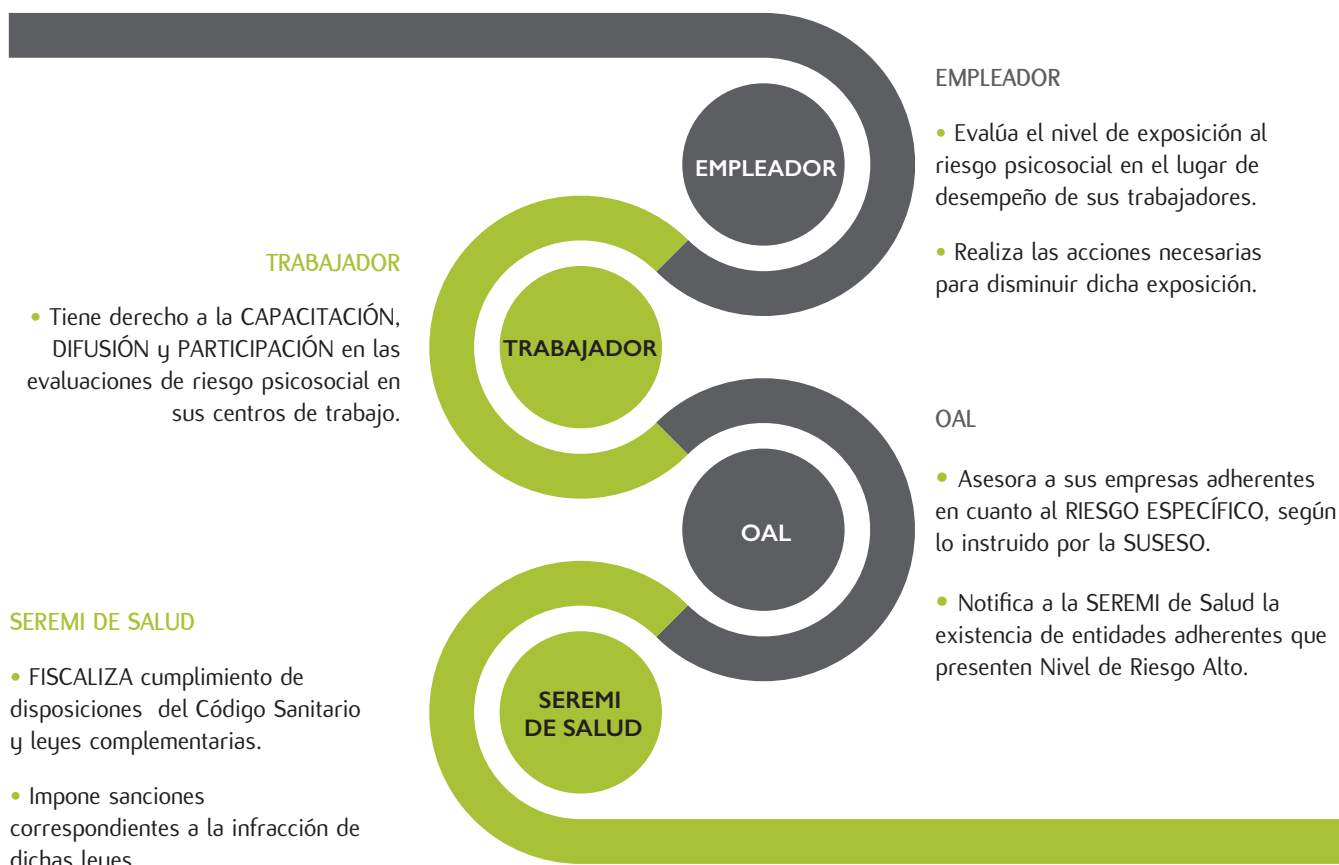 EMPLEADOR
EMPLEADOR
• Evalúa el nivel de exposición al
riesgo psicosocial en el lugar de
desempeño de sus trabajadores.
• Realiza las acciones necesarias
para disminuir dicha exposición.
TRABAJADOR
• Tiene derecho a la CAPACITACIÓN,
DIFUSIÓN y PARTICIPACIÓN en las
evaluaciones de riesgo psicosocial en
sus centros de trabajo.
TRABAJADOR
OAL
OAL
• Asesora a sus empresas adherentes
en cuanto al RIESGO ESPECÍFICO, según
lo instruido por la SUSESO.
• Notifica a la SEREMI de Salud la
existencia de entidades adherentes que
presenten Nivel de Riesgo Alto.
SEREMI DE SALUD
• FISCALIZA cumplimiento de
disposiciones del Código Sanitario
y leyes complementarias.
• Impone sanciones
correspondientes a la infracción de
dichas leyes
SEREMI
DE SALUD